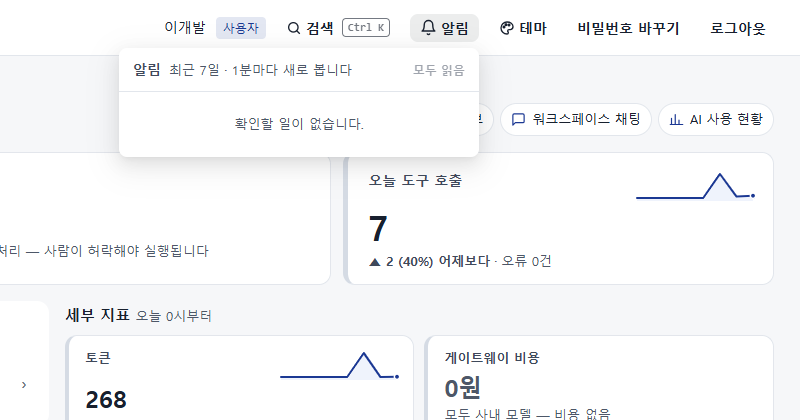 이개발 사용자 검색 Ctrl K 알림 테마 비밀번호 바꾸기 로그아웃
알림 최근 7일 · 1분마다 새로 봅니다 모두 읽음
확인할 일이 없습니다.
워크스페이스 채팅 AI 사용 현황
오늘 도구 호출
7
▲ 2 (40%) 어제보다 · 오류 0건
처리 — 사람이 허락해야 실행됩니다
세부 지표 오늘 0시부터
토큰
268
게이트웨이 비용
0원
모두 사내 모델 — 비용 없음